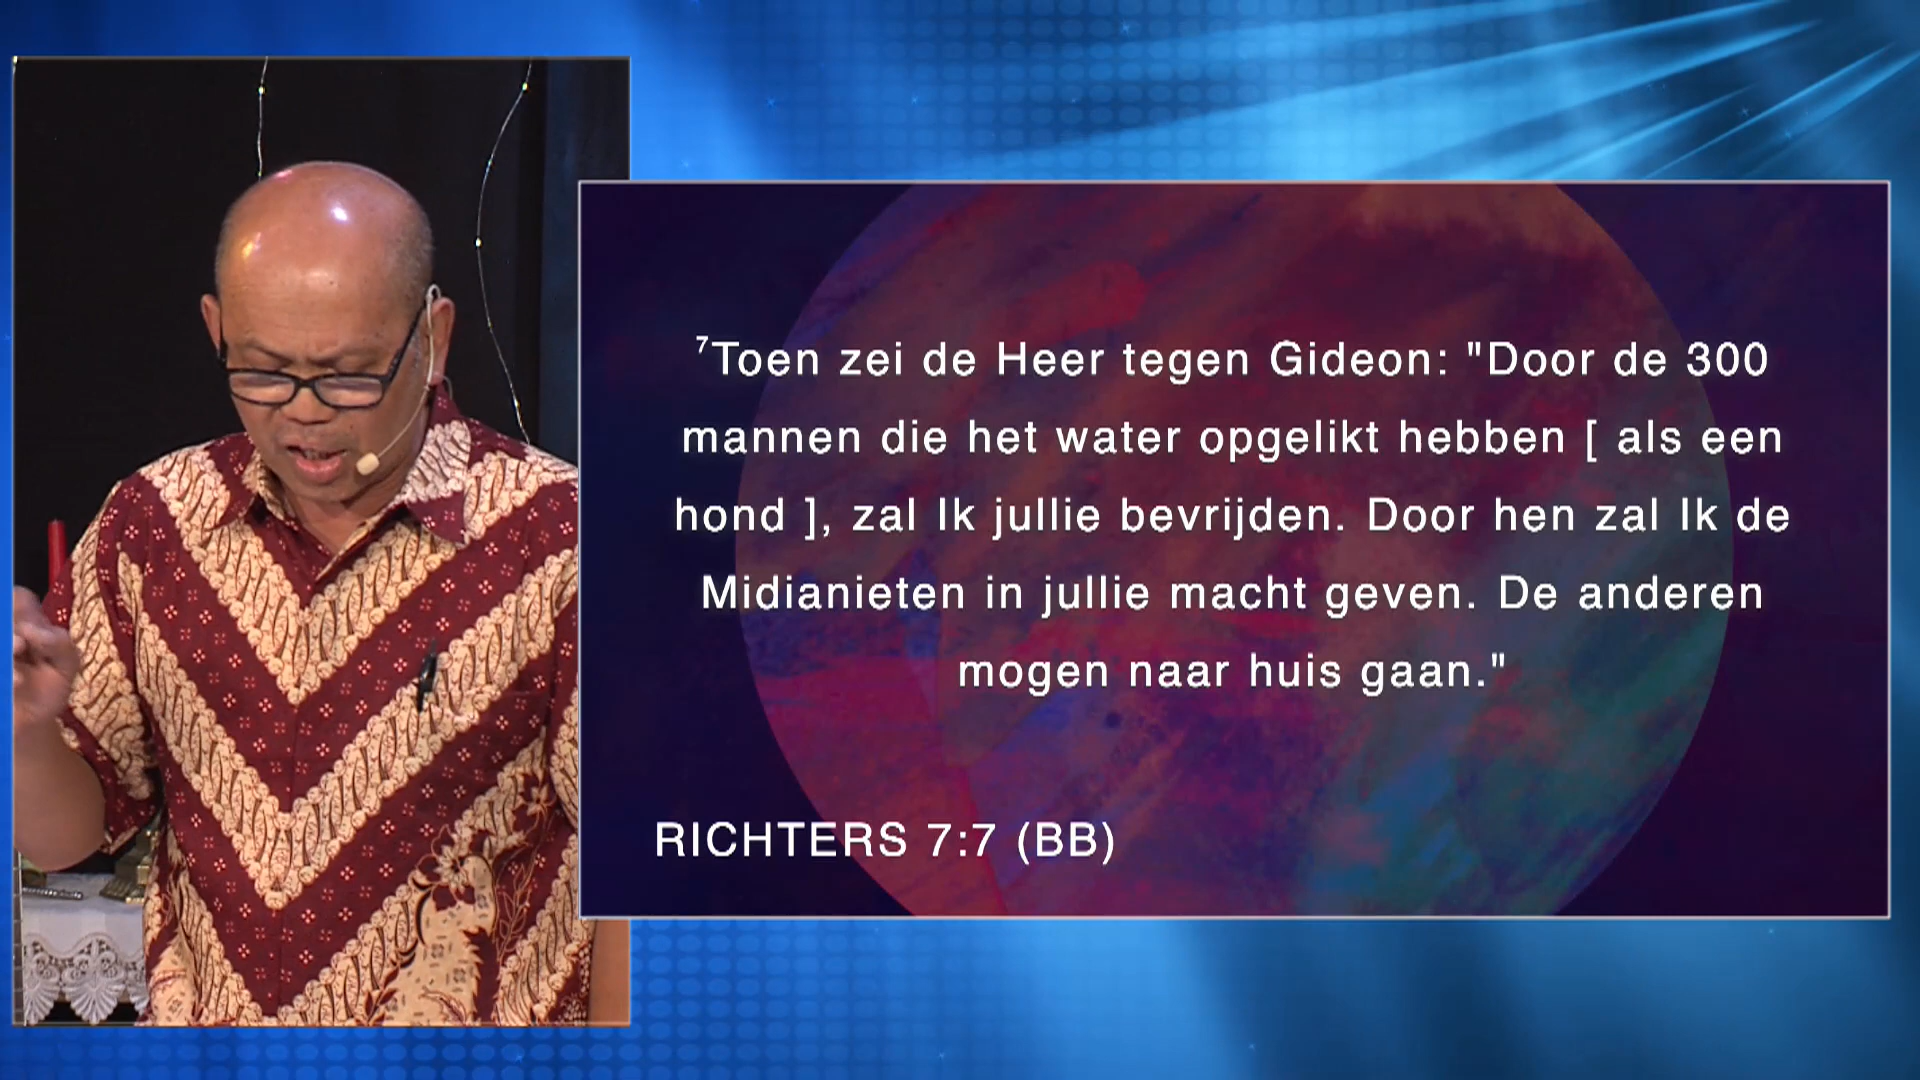 ⁷Toen zei de Heer tegen Gideon: "Door de 300
mannen die het water opgelikt hebben [ als een
hond ], zal Ik jullie bevrijden. Door hen zal Ik de
Midianieten in jullie macht geven. De anderen
mogen naar huis gaan."
RICHTERS 7:7 (BB)